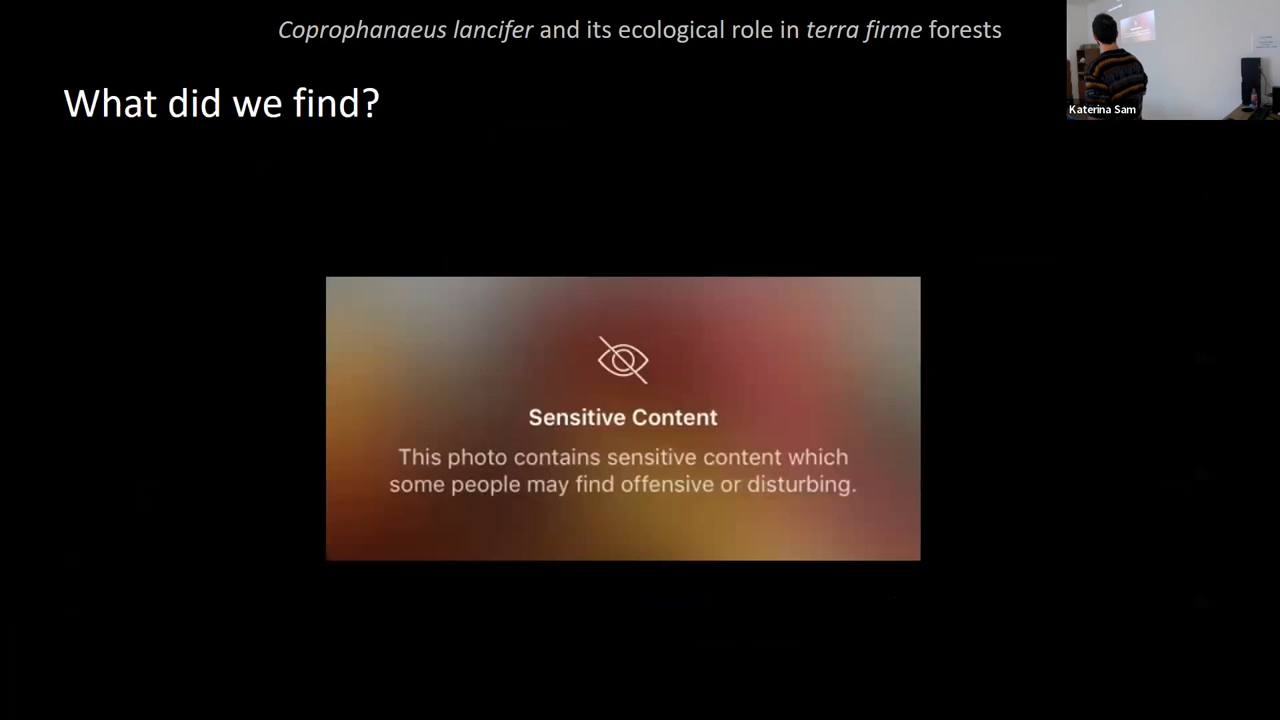 Coprophanaeus lancifer and its ecological role in terra firme forests
What did we find?
Katerina Sam
Sensitive Content
This photo contains sensitive content which
some people may find offensive or disturbing.